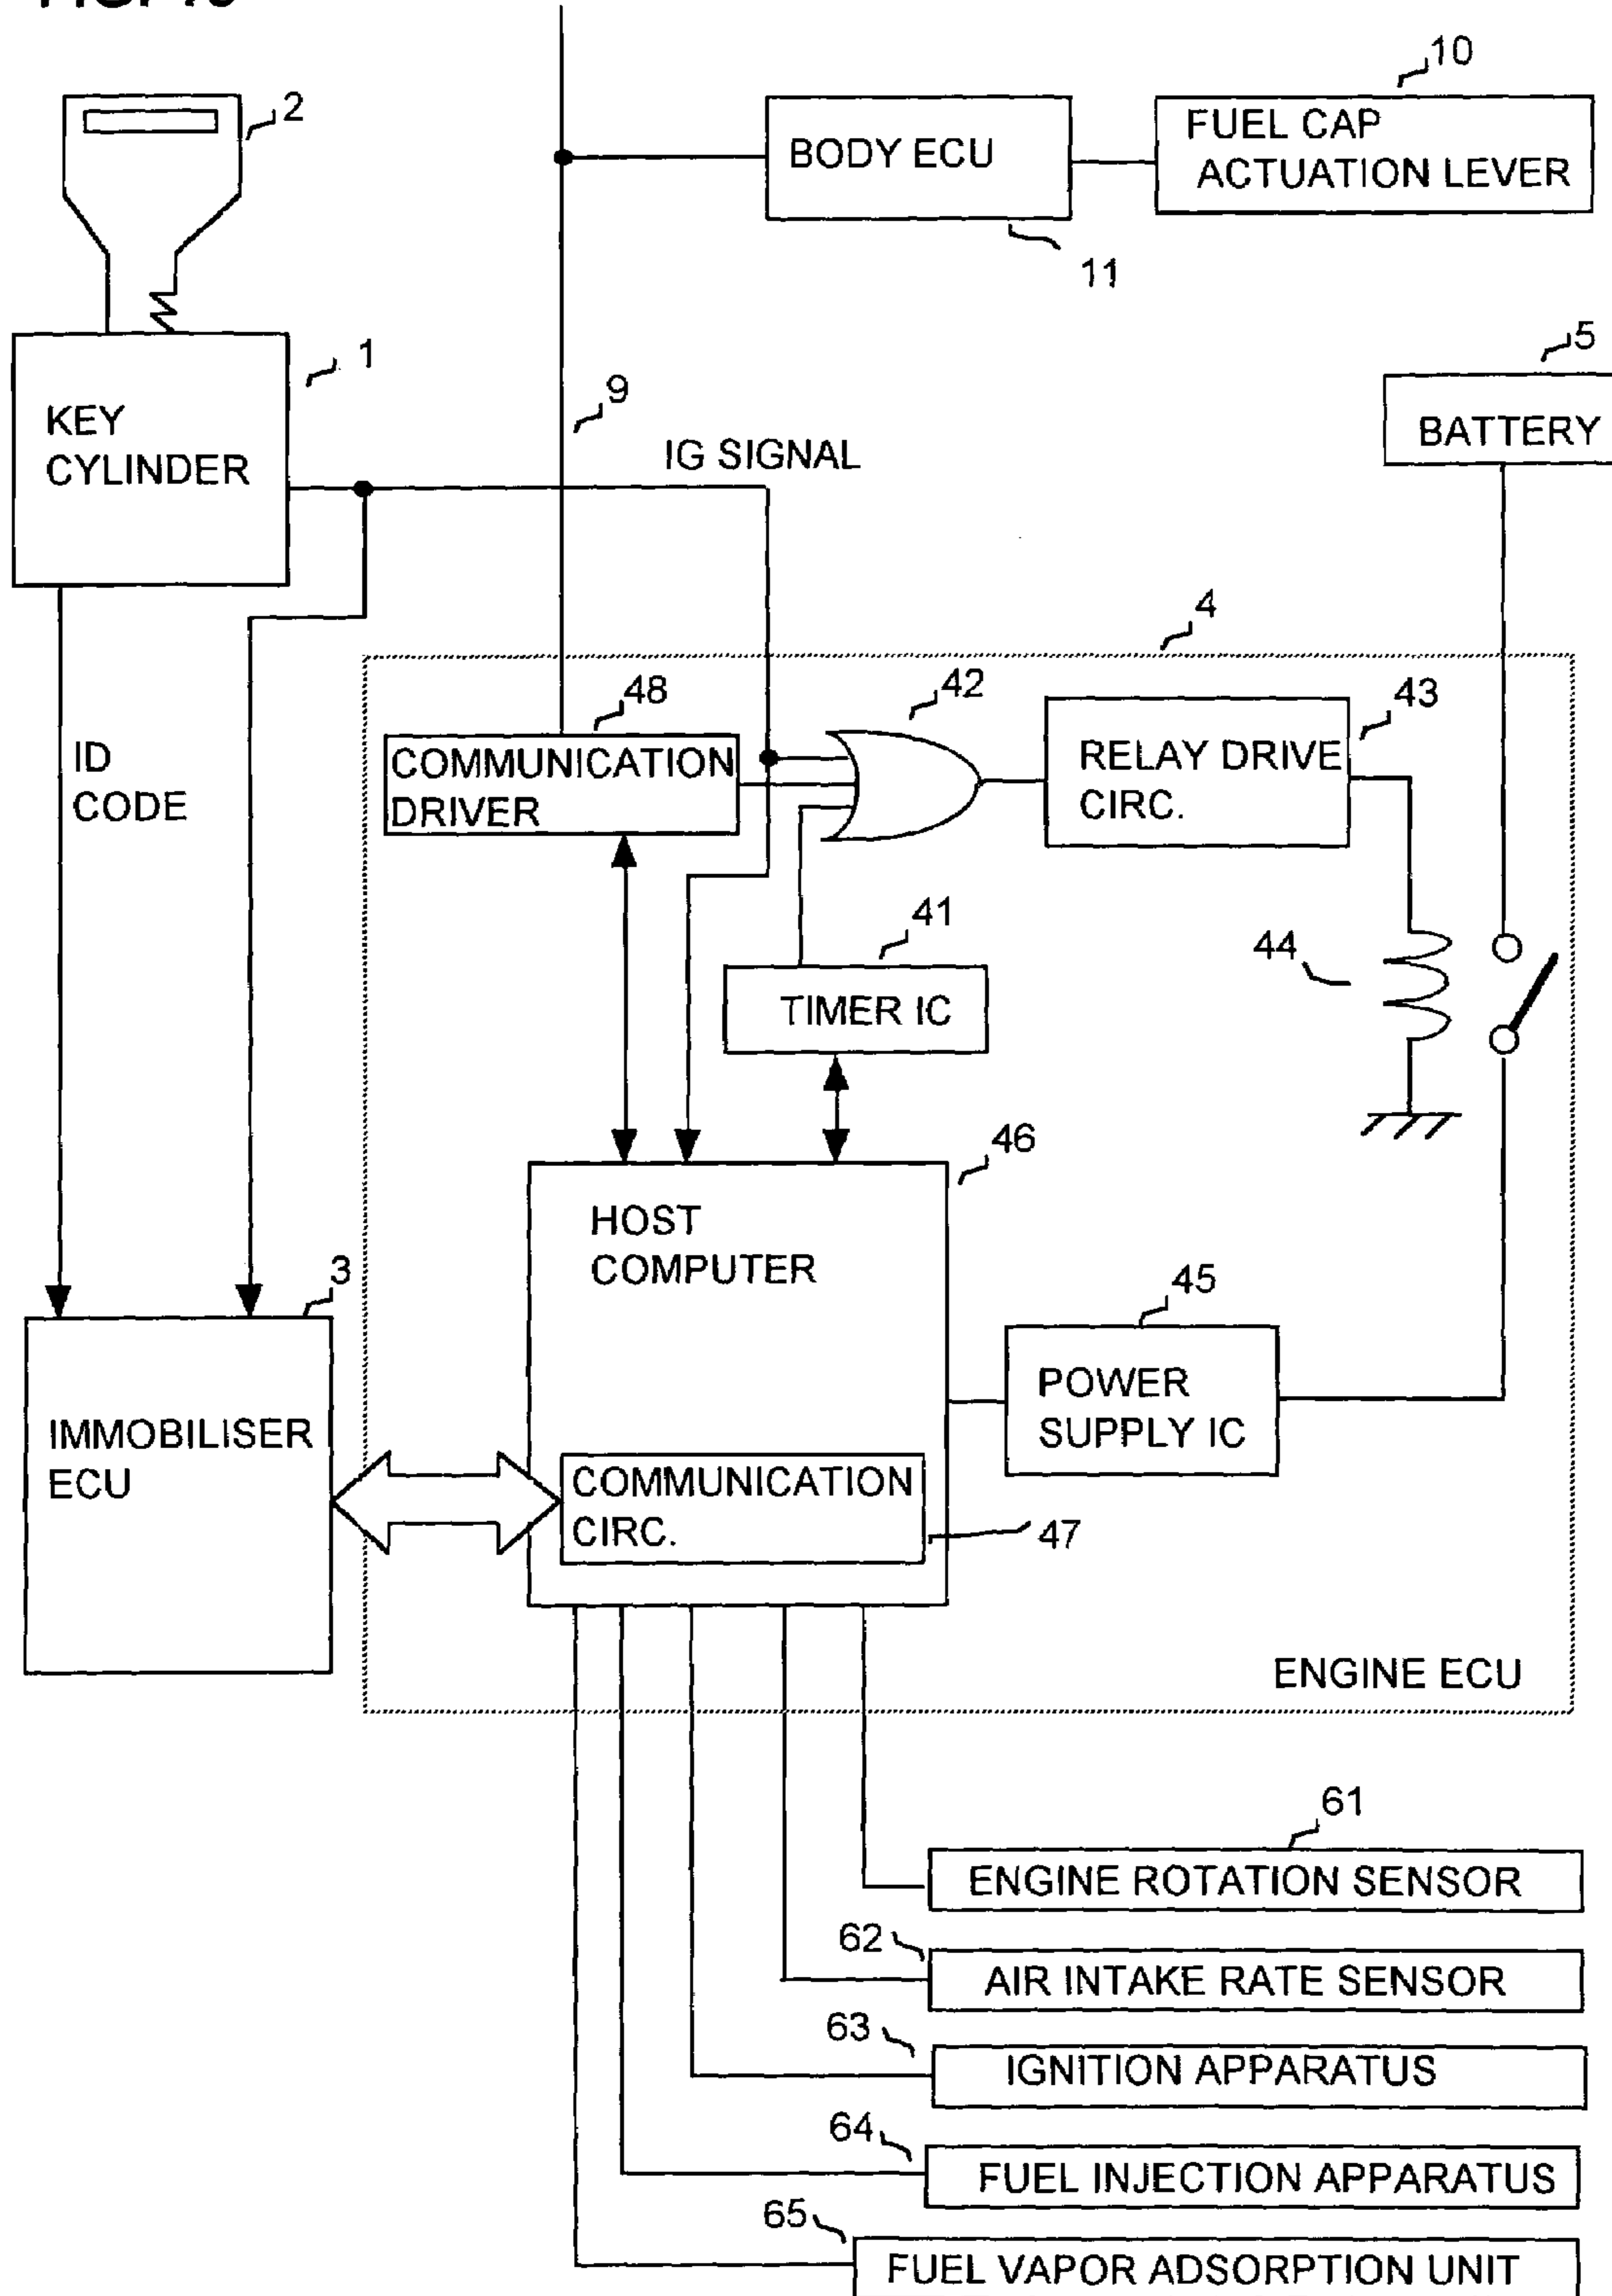 2
10
BODY ECU
FUEL CAP
ACTUATION LEVER
11
1
5
KEY
CYLINDER
9
IG SIGNAL
BATTERY
4
48
42
43
ID
CODE
COMMUNICATION
DRIVER
RELAY DRIVE
CIRC.
41
44
TIMER IC
46
HOST
COMPUTER
3
45
IMMOBILISER
ECU
POWER
SUPPLY IC
COMMUNICATION
CIRC.
47
ENGINE ECU
61
ENGINE ROTATION SENSOR
62
AIR INTAKE RATE SENSOR
63
IGNITION APPARATUS
64
FUEL INJECTION APPARATUS
65
FUEL VAPOR ADSORPTION UNIT